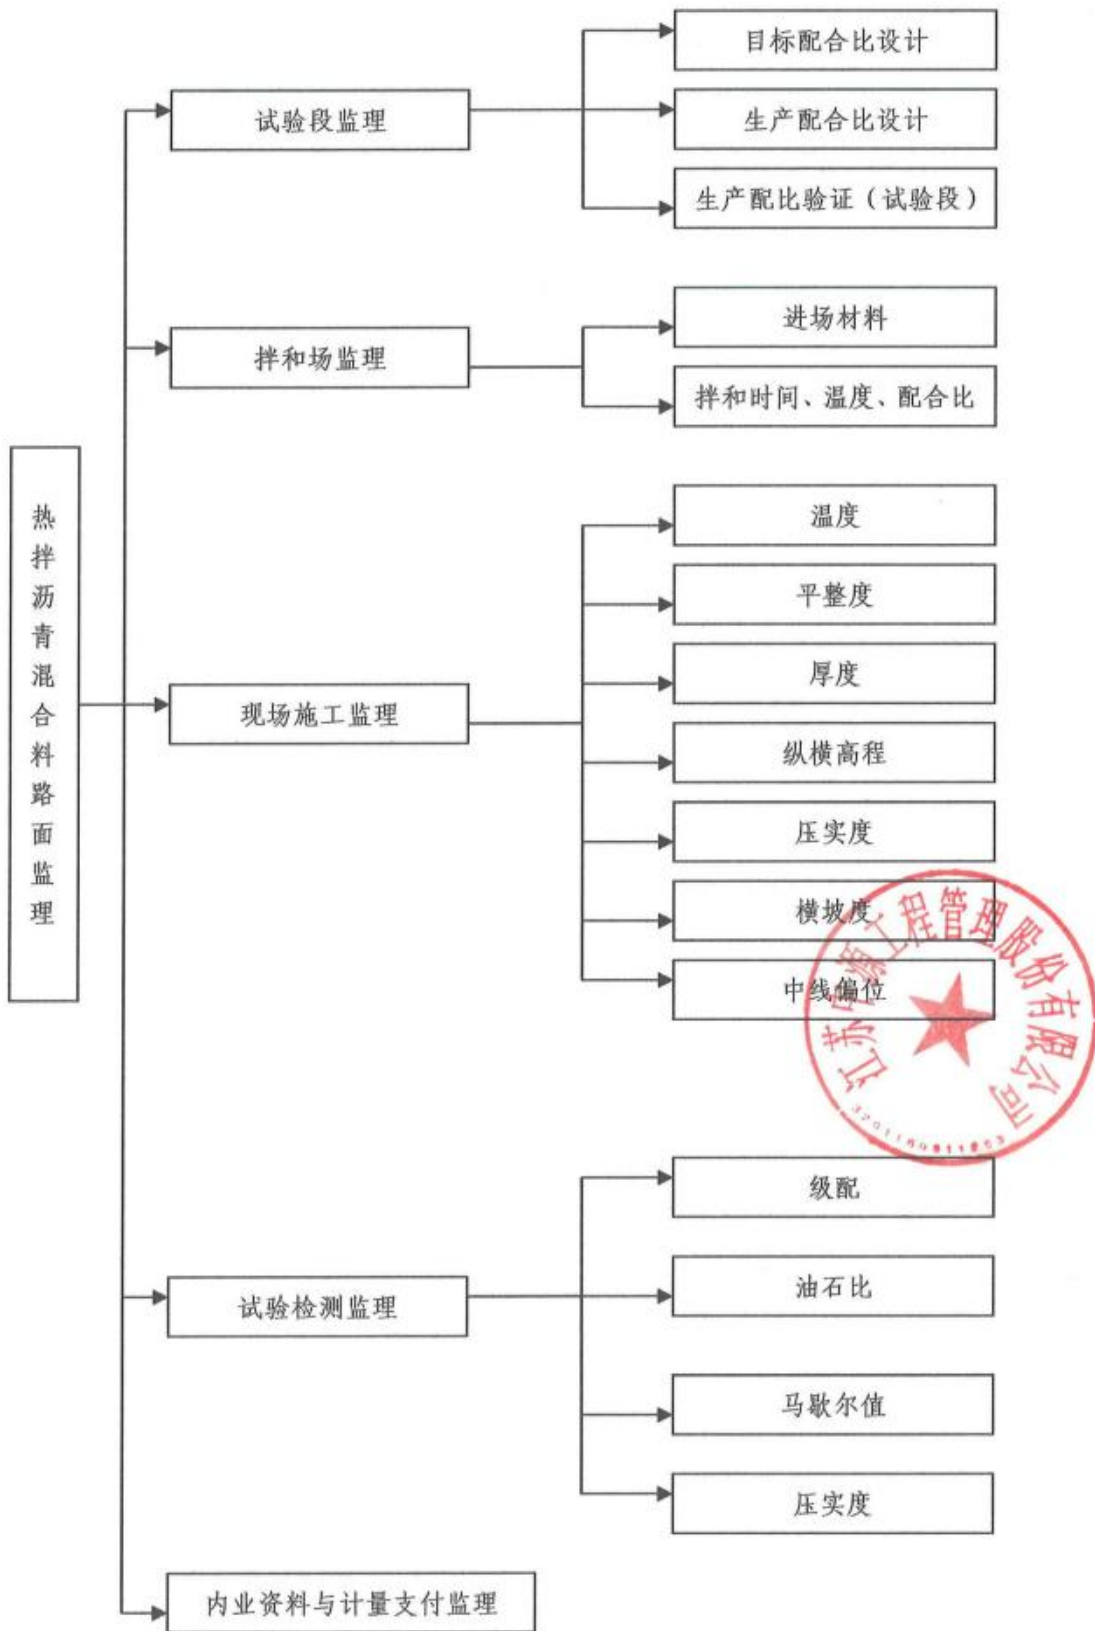 热拌沥青混合料路面监理
试验段监理
目标配合比设计
生产配合比设计
生产配比验证（试验段）
拌和场监理
进场材料
拌和时间、温度、配合比
现场施工监理
温度
平整度
厚度
纵横高程
压实度
横坡度
中线偏位
江苏中源工程管理股份有限公司
试验检测监理
级配
油石比
马歇尔值
压实度
内业资料与计量支付监理